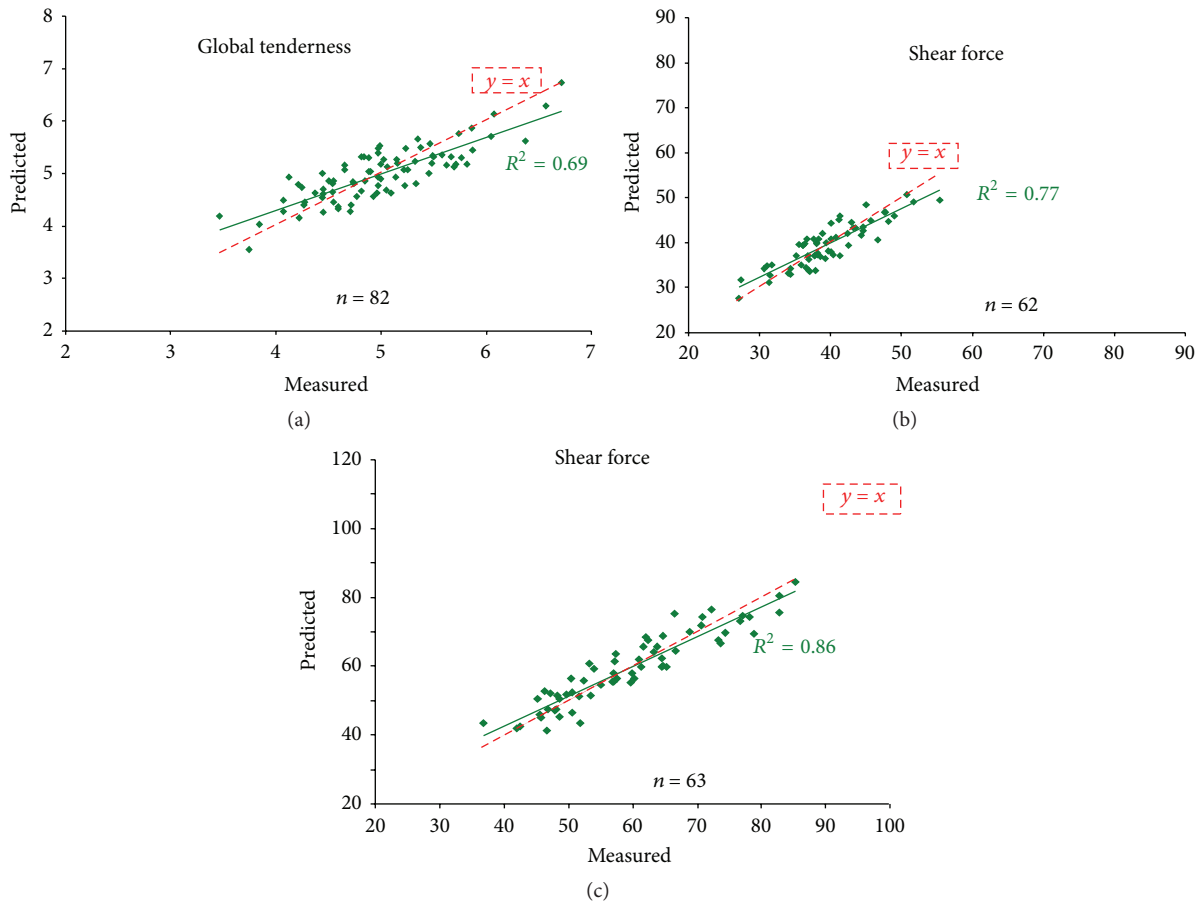 Global tenderness
y = x
R² = 0.69
n = 82
Predicted
8
7
6
5
4
3
2
2 3 4 5 6 7
Measured
(a)
Shear force
y = x
R² = 0.77
n = 62
Predicted
90
80
70
60
50
40
30
20
20 30 40 50 60 70 80 90
Measured
(b)
Shear force
y = x
R² = 0.86
n = 63
Predicted
120
100
80
60
40
20
20 30 40 50 60 70 80 90 100
Measured
(c)